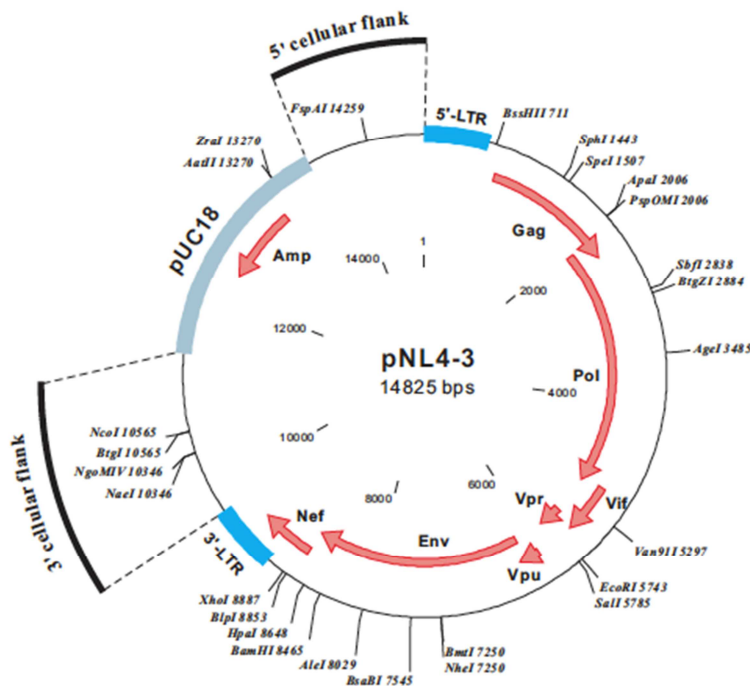 5' cellular flank
FspAI 14259
5'-LTR
BssHII 711
ZraI 13270
AatII 13270
SphI 1443
SpeI 1507
ApaI 2006
PspOMI 2006
pUC18
Amp
Gag
14000
1
2000
SbfI 2838
BtgZI 2884
12000
pNL4-3
14825 bps
AgeI 3485
Pol
4000
10000
NcoI 10565
BtgI 10565
NgoMIV 10346
NaeI 10346
3' cellular flank
8000
6000
Nef
Env
Vpr
Vif
Vpu
3'-LTR
Van91I 5297
EcoRI 5743
SalI 5785
XhoI 8887
BlpI 8853
HpaI 8648
BamHI 8465
AleI 8029
BsaBI 7545
BmtI 7250
NheI 7250